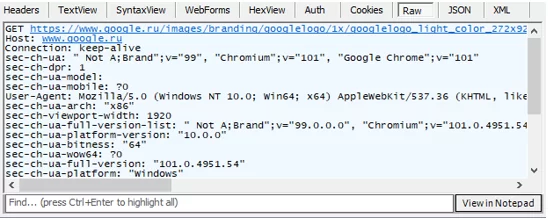 Headers TextView SyntaxView WebForms HexView Auth Cookies Raw JSON XML
GET https://www.google.ru/images/branding/googlelogo/1x/googlelogo_light_color_272x92
Host: www.google.ru
Connection: keep-alive
sec-ch-ua: " Not A;Brand";v="99", "Chromium";v="101", "Google Chrome";v="101"
sec-ch-dpr: 1
sec-ch-ua-model:
sec-ch-ua-mobile: ?0
User-Agent: Mozilla/5.0 (Windows NT 10.0; Win64; x64) AppleWebKit/537.36 (KHTML, like
sec-ch-ua-arch: "x86"
sec-ch-viewport-width: 1920
sec-ch-ua-full-version-list: " Not A;Brand";v="99.0.0.0", "Chromium";v="101.0.4951.54"
sec-ch-ua-platform-version: "10.0.0"
sec-ch-ua-bitness: "64"
sec-ch-ua-wow64: ?0
sec-ch-ua-full-version: "101.0.4951.54"
sec-ch-ua-platform: "Windows"
Find... (press Ctrl+Enter to highlight all) View in Notepad